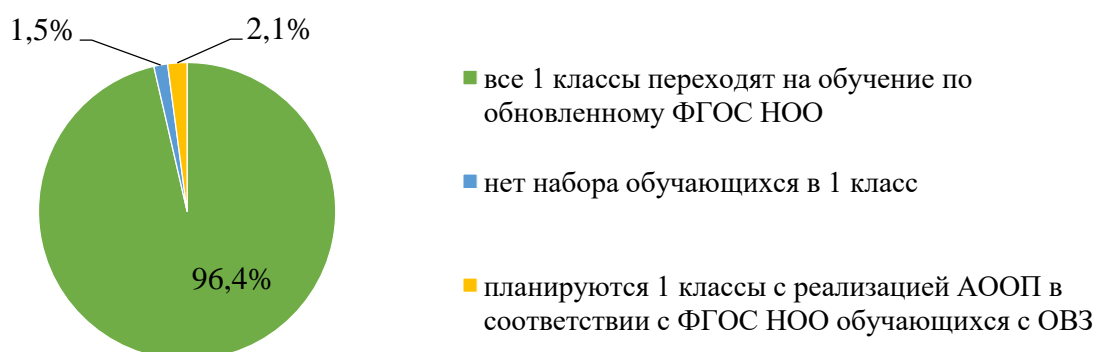 1,5%
2,1%
96,4%
все 1 классы переходят на обучение по
обновленному ФГОС НОО
нет набора обучающихся в 1 класс
планируются 1 классы с реализацией АООП в
соответствии с ФГОС НОО обучающихся с ОВЗ